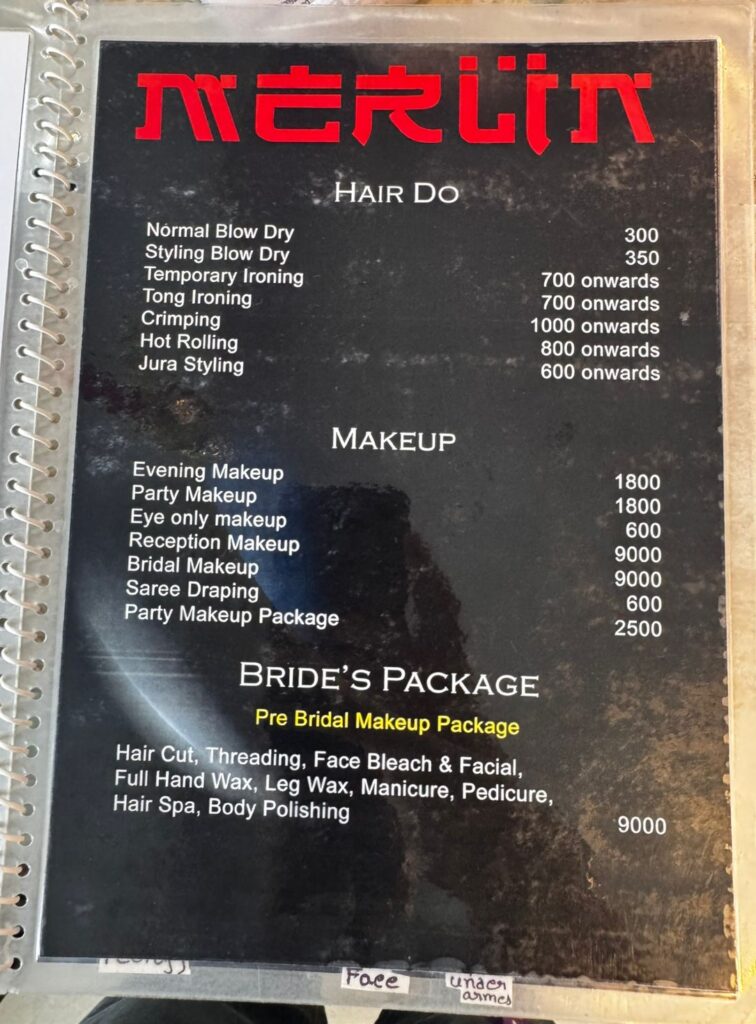 MERLIN
HAIR DO
Normal Blow Dry 300
Styling Blow Dry 350
Temporary Ironing 700 onwards
Tong Ironing 700 onwards
Crimping 1000 onwards
Hot Rolling 800 onwards
Jura Styling 600 onwards
MAKEUP
Evening Makeup 1800
Party Makeup 1800
Eye only makeup 600
Reception Makeup 9000
Bridal Makeup 9000
Saree Draping 600
Party Makeup Package 2500
BRIDE'S PACKAGE
Pre Bridal Makeup Package
Hair Cut, Threading, Face Bleach & Facial,
Full Hand Wax, Leg Wax, Manicure, Pedicure,
Hair Spa, Body Polishing 9000
Face
under
armes